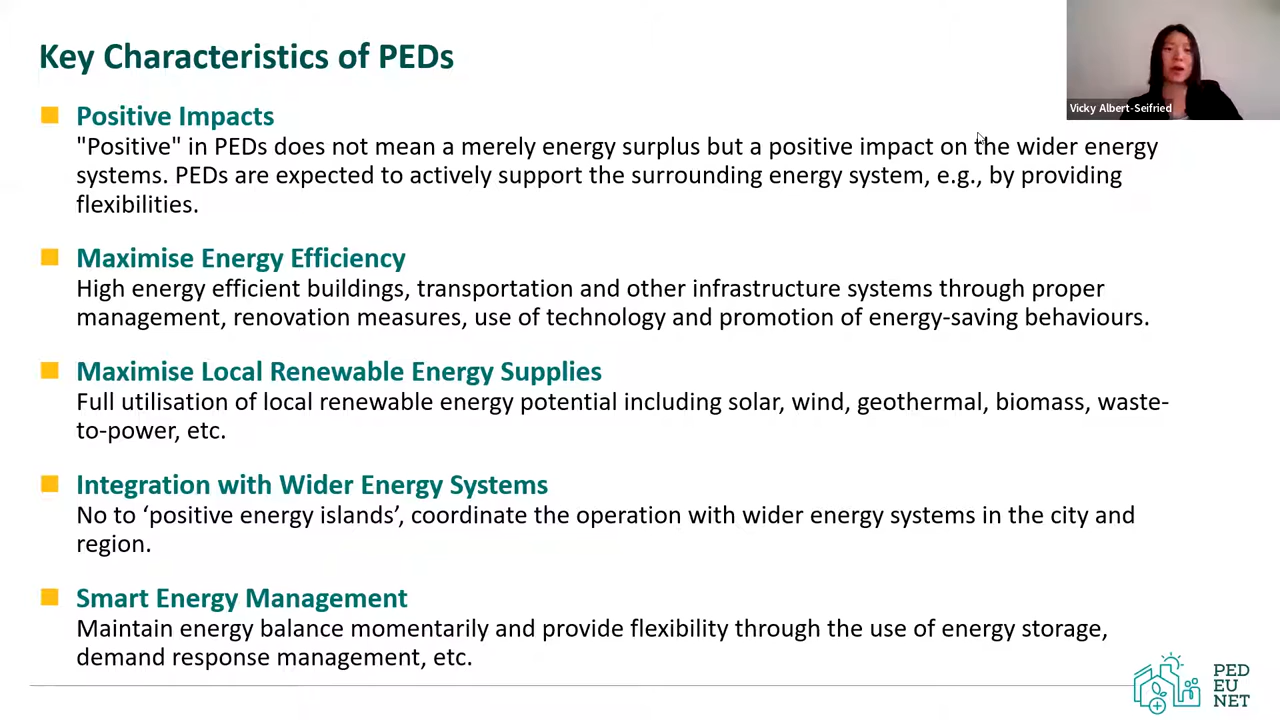 Key Characteristics of PEDs
Vicky Albert-Seifried
Positive Impacts
"Positive" in PEDs does not mean a merely energy surplus but a positive impact on the wider energy
systems. PEDs are expected to actively support the surrounding energy system, e.g., by providing
flexibilities.
Maximise Energy Efficiency
High energy efficient buildings, transportation and other infrastructure systems through proper
management, renovation measures, use of technology and promotion of energy-saving behaviours.
Maximise Local Renewable Energy Supplies
Full utilisation of local renewable energy potential including solar, wind, geothermal, biomass, waste-
to-power, etc.
Integration with Wider Energy Systems
No to ‘positive energy islands’, coordinate the operation with wider energy systems in the city and
region.
Smart Energy Management
Maintain energy balance momentarily and provide flexibility through the use of energy storage,
demand response management, etc.
PED
EU
NET